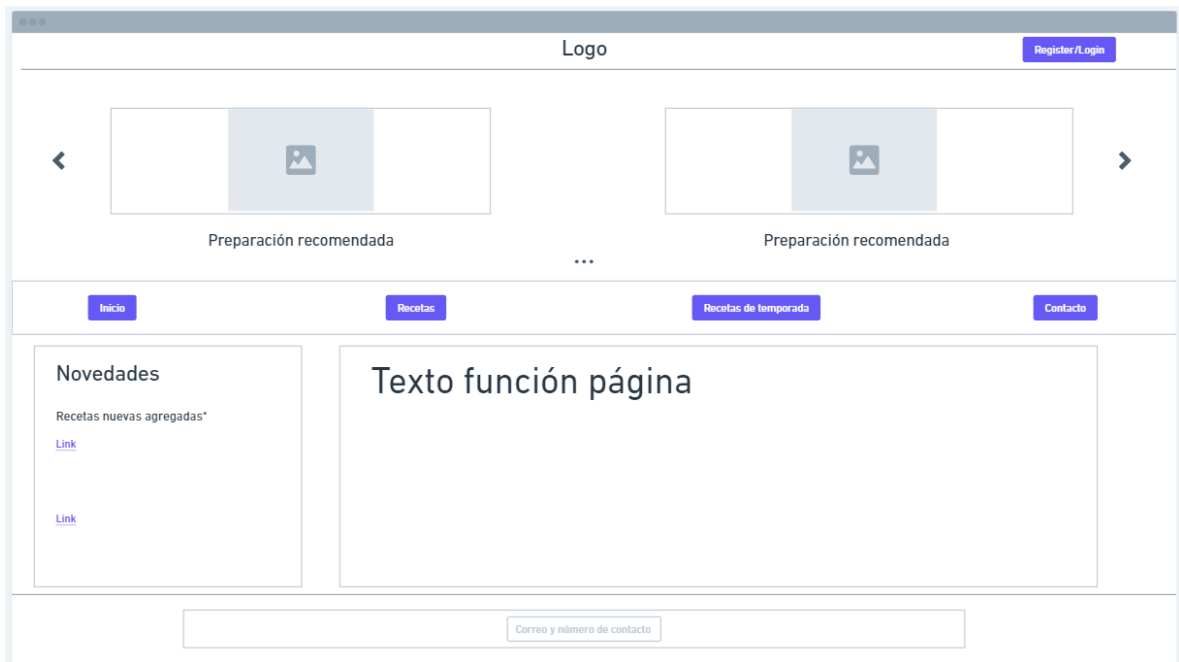 Logo
Register/Login
Preparación recomendada
Preparación recomendada
...
Inicio
Recetas
Recetas de temporada
Contacto
Novedades
Recetas nuevas agregadas*
Link
Link
Texto función página
Correo y número de contacto